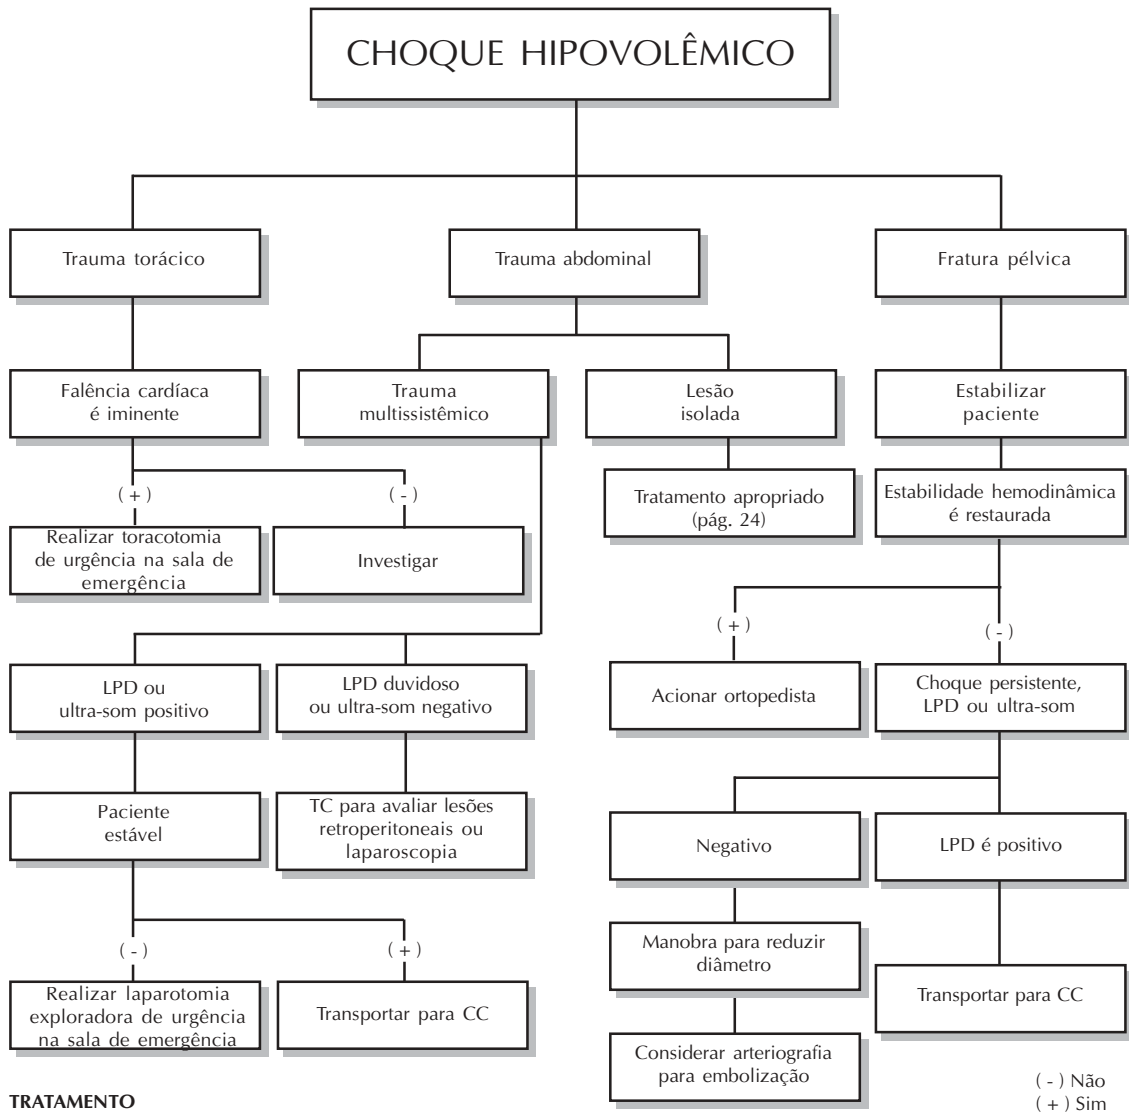 CHOQUE HIPOVOLÊMICO
Trauma torácico
Trauma abdominal
Fratura pélvica
Falência cardíaca
é iminente
Trauma
multissistêmico
Lesão
isolada
Estabilizar
paciente
( + )
( - )
Tratamento apropriado
(pág. 24)
Estabilidade hemodinâmica
é restaurada
Realizar toracotomia
de urgência na sala de
emergência
Investigar
( + )
( - )
LPD ou
ultra-som positivo
LPD duvidoso
ou ultra-som negativo
Acionar ortopedista
Choque persistente,
LPD ou ultra-som
Paciente
estável
TC para avaliar lesões
retroperitoneais ou
laparoscopia
Negativo
LPD é positivo
( - )
( + )
Manobra para reduzir
diâmetro
Realizar laparotomia
exploradora de urgência
na sala de emergência
Transportar para CC
Transportar para CC
Considerar arteriografia
para embolização
( - ) Não
( + ) Sim
TRATAMENTO